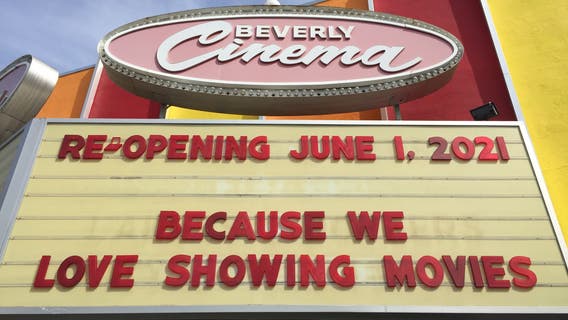 BEVERLY
Cinema
RE-OPENING JUNE 1, 2021
BECAUSE WE
LOVE SHOWING MOVIES